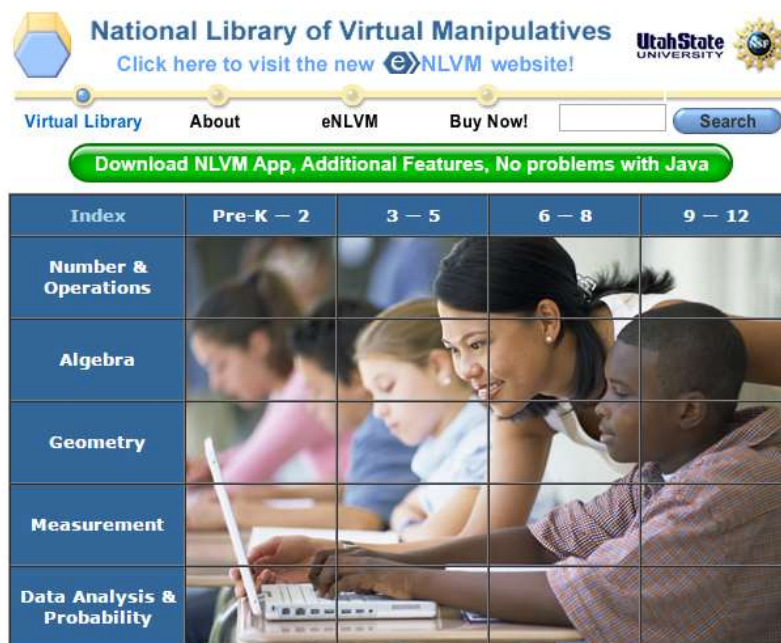 National Library of Virtual Manipulatives
Click here to visit the new eNLVM website!
UtahState
UNIVERSITY
NSF
Virtual Library About eNLVM Buy Now! Search
Download NLVM App, Additional Features, No problems with Java
Index Pre-K — 2 3 — 5 6 — 8 9 — 12
Number &
Operations
Algebra
Geometry
Measurement
Data Analysis &
Probability